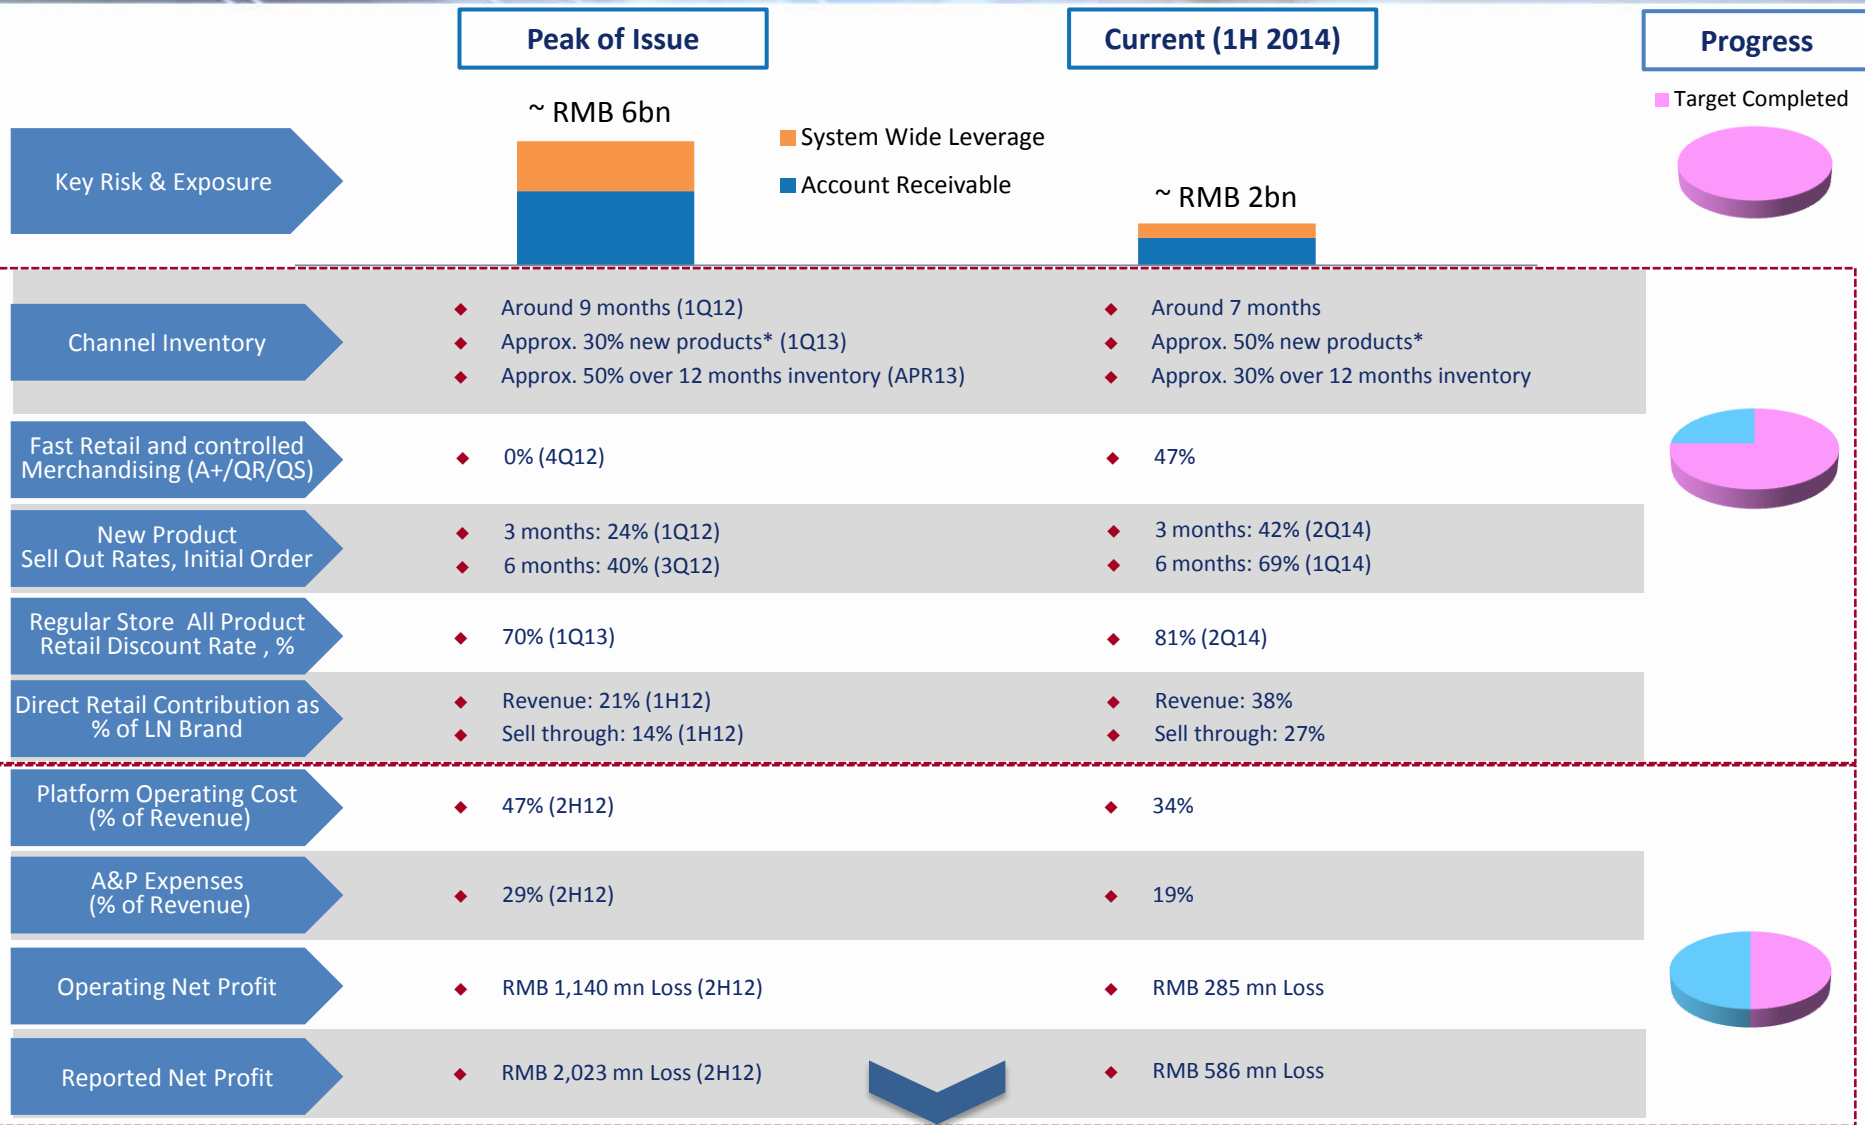 Peak of Issue
Current (1H 2014)
Progress
Target Completed
~ RMB 6bn
System Wide Leverage
Account Receivable
~ RMB 2bn
Key Risk & Exposure
Channel Inventory
Around 9 months (1Q12)
Approx. 30% new products* (1Q13)
Approx. 50% over 12 months inventory (APR13)
Around 7 months
Approx. 50% new products*
Approx. 30% over 12 months inventory
Fast Retail and controlled
Merchandising (A+/QR/QS)
0% (4Q12)
47%
New Product
Sell Out Rates, Initial Order
3 months: 24% (1Q12)
6 months: 40% (3Q12)
3 months: 42% (2Q14)
6 months: 69% (1Q14)
Regular Store All Product
Retail Discount Rate , %
70% (1Q13)
81% (2Q14)
Direct Retail Contribution as
% of LN Brand
Revenue: 21% (1H12)
Sell through: 14% (1H12)
Revenue: 38%
Sell through: 27%
Platform Operating Cost
(% of Revenue)
47% (2H12)
34%
A&P Expenses
(% of Revenue)
29% (2H12)
19%
Operating Net Profit
RMB 1,140 mn Loss (2H12)
RMB 285 mn Loss
Reported Net Profit
RMB 2,023 mn Loss (2H12)
RMB 586 mn Loss